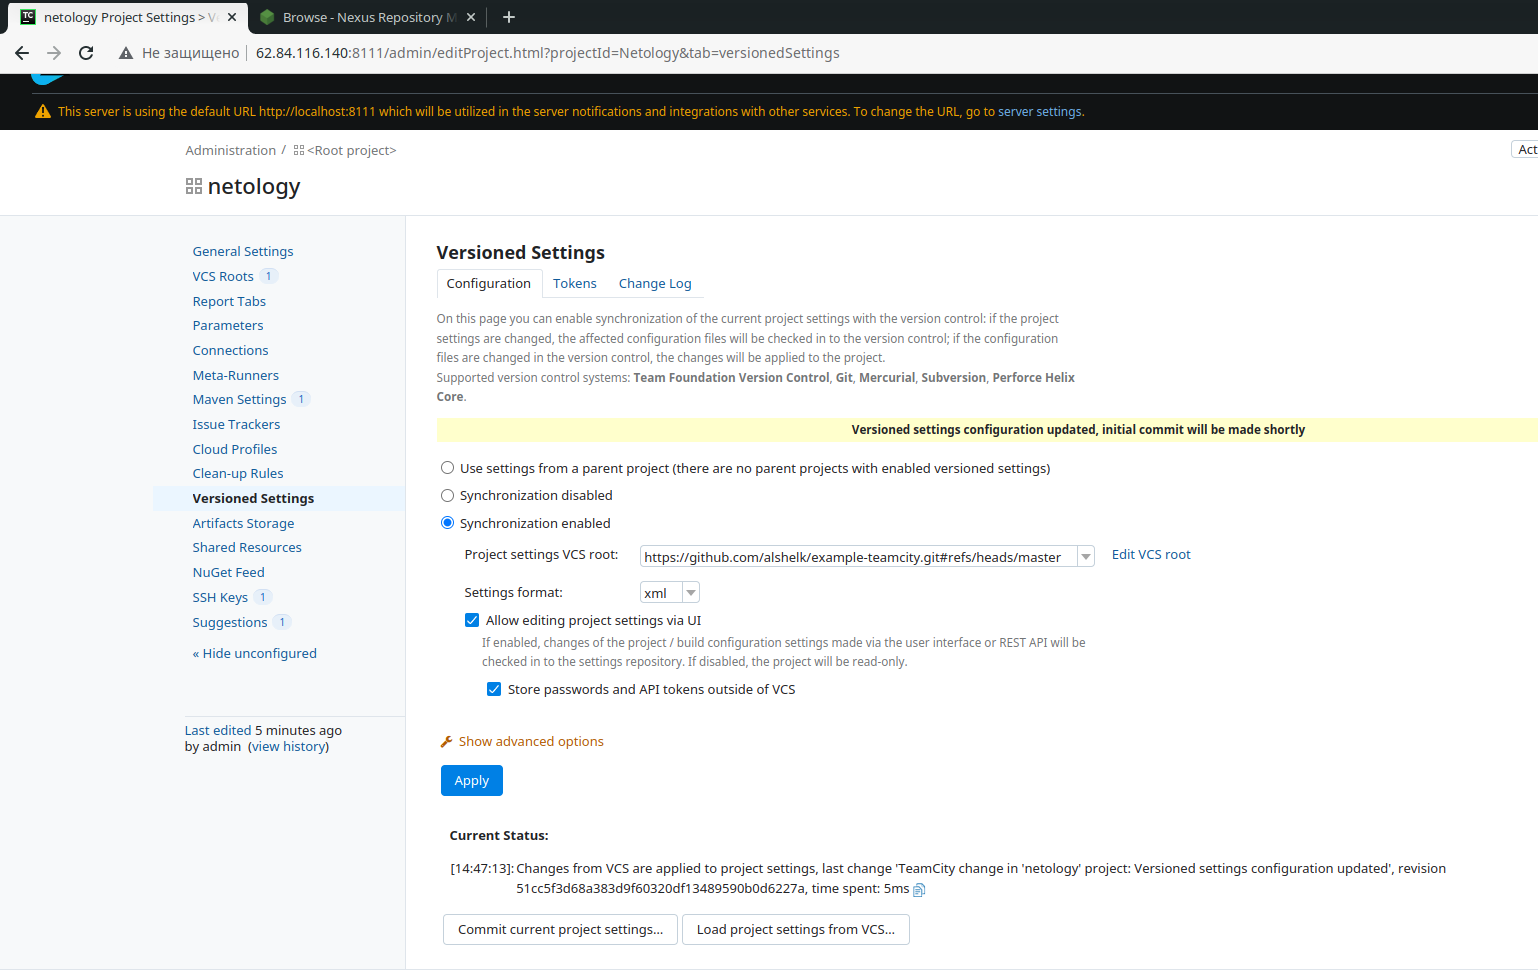 netology Project Settings > V
Browse - Nexus Repository M
Не защищено
62.84.116.140:8111/admin/editProject.html?projectId=Netology&tab=versionedSettings
This server is using the default URL http://localhost:8111 which will be utilized in the server notifications and integrations with other services. To change the URL, go to server settings.
Administration / <Root project>
Act
netology
General Settings
VCS Roots 1
Report Tabs
Parameters
Connections
Meta-Runners
Maven Settings 1
Issue Trackers
Cloud Profiles
Clean-up Rules
Versioned Settings
Artifacts Storage
Shared Resources
NuGet Feed
SSH Keys 1
Suggestions 1
« Hide unconfigured
Last edited 5 minutes ago
by admin (view history)
Versioned Settings
Configuration Tokens Change Log
On this page you can enable synchronization of the current project settings with the version control: if the project
settings are changed, the affected configuration files will be checked in to the version control; if the configuration
files are changed in the version control, the changes will be applied to the project.
Supported version control systems: Team Foundation Version Control, Git, Mercurial, Subversion, Perforce Helix
Core.
Versioned settings configuration updated, initial commit will be made shortly
Use settings from a parent project (there are no parent projects with enabled versioned settings)
Synchronization disabled
Synchronization enabled
Project settings VCS root: https://github.com/alshelk/example-teamcity.git#refs/heads/master Edit VCS root
Settings format: xml
Allow editing project settings via UI
If enabled, changes of the project / build configuration settings made via the user interface or REST API will be
checked in to the settings repository. If disabled, the project will be read-only.
Store passwords and API tokens outside of VCS
Show advanced options
Apply
Current Status:
[14:47:13]: Changes from VCS are applied to project settings, last change 'TeamCity change in 'netology' project: Versioned settings configuration updated', revision
51cc5f3d68a383d9f60320df13489590b0d6227a, time spent: 5ms
Commit current project settings... Load project settings from VCS...